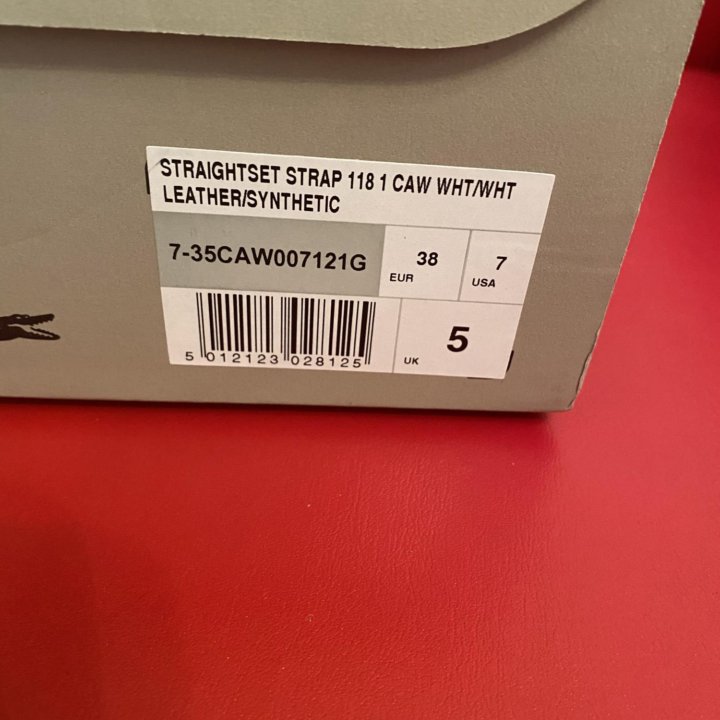 STRAIGHTSET STRAP 118 1 CAW WHT/WHT
LEATHER/SYNTHETIC
7-35CAW007121G
38
EUR
7
USA
5 012123 028125
UK
5